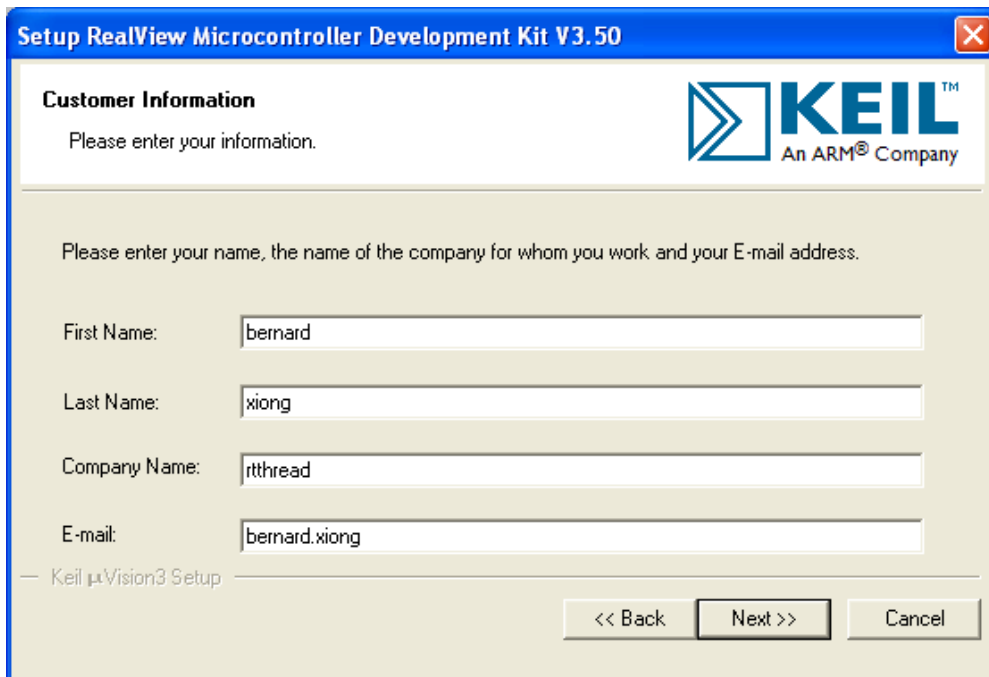 Setup RealView Microcontroller Development Kit V3.50
Customer Information
Please enter your information.
KEIL™
An ARM® Company
Please enter your name, the name of the company for whom you work and your E-mail address.
First Name: bernard
Last Name: xiong
Company Name: rtthread
E-mail: bernard.xiong
Keil µVision3 Setup
<< Back Next >> Cancel